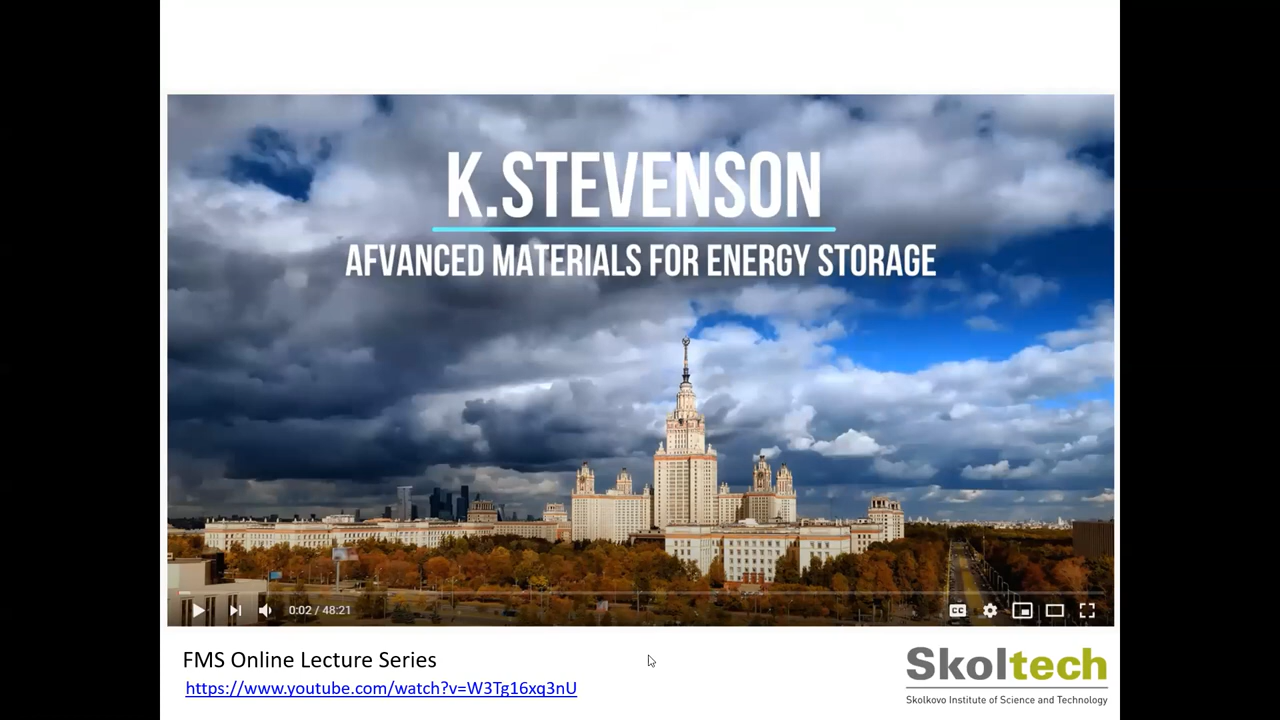 K.STEVENSON
AFVANCED MATERIALS FOR ENERGY STORAGE
0:02 / 48:21
CC
FMS Online Lecture Series
https://www.youtube.com/watch?v=W3Tg16xq3nU
Skoltech
Skolkovo Institute of Science and Technology